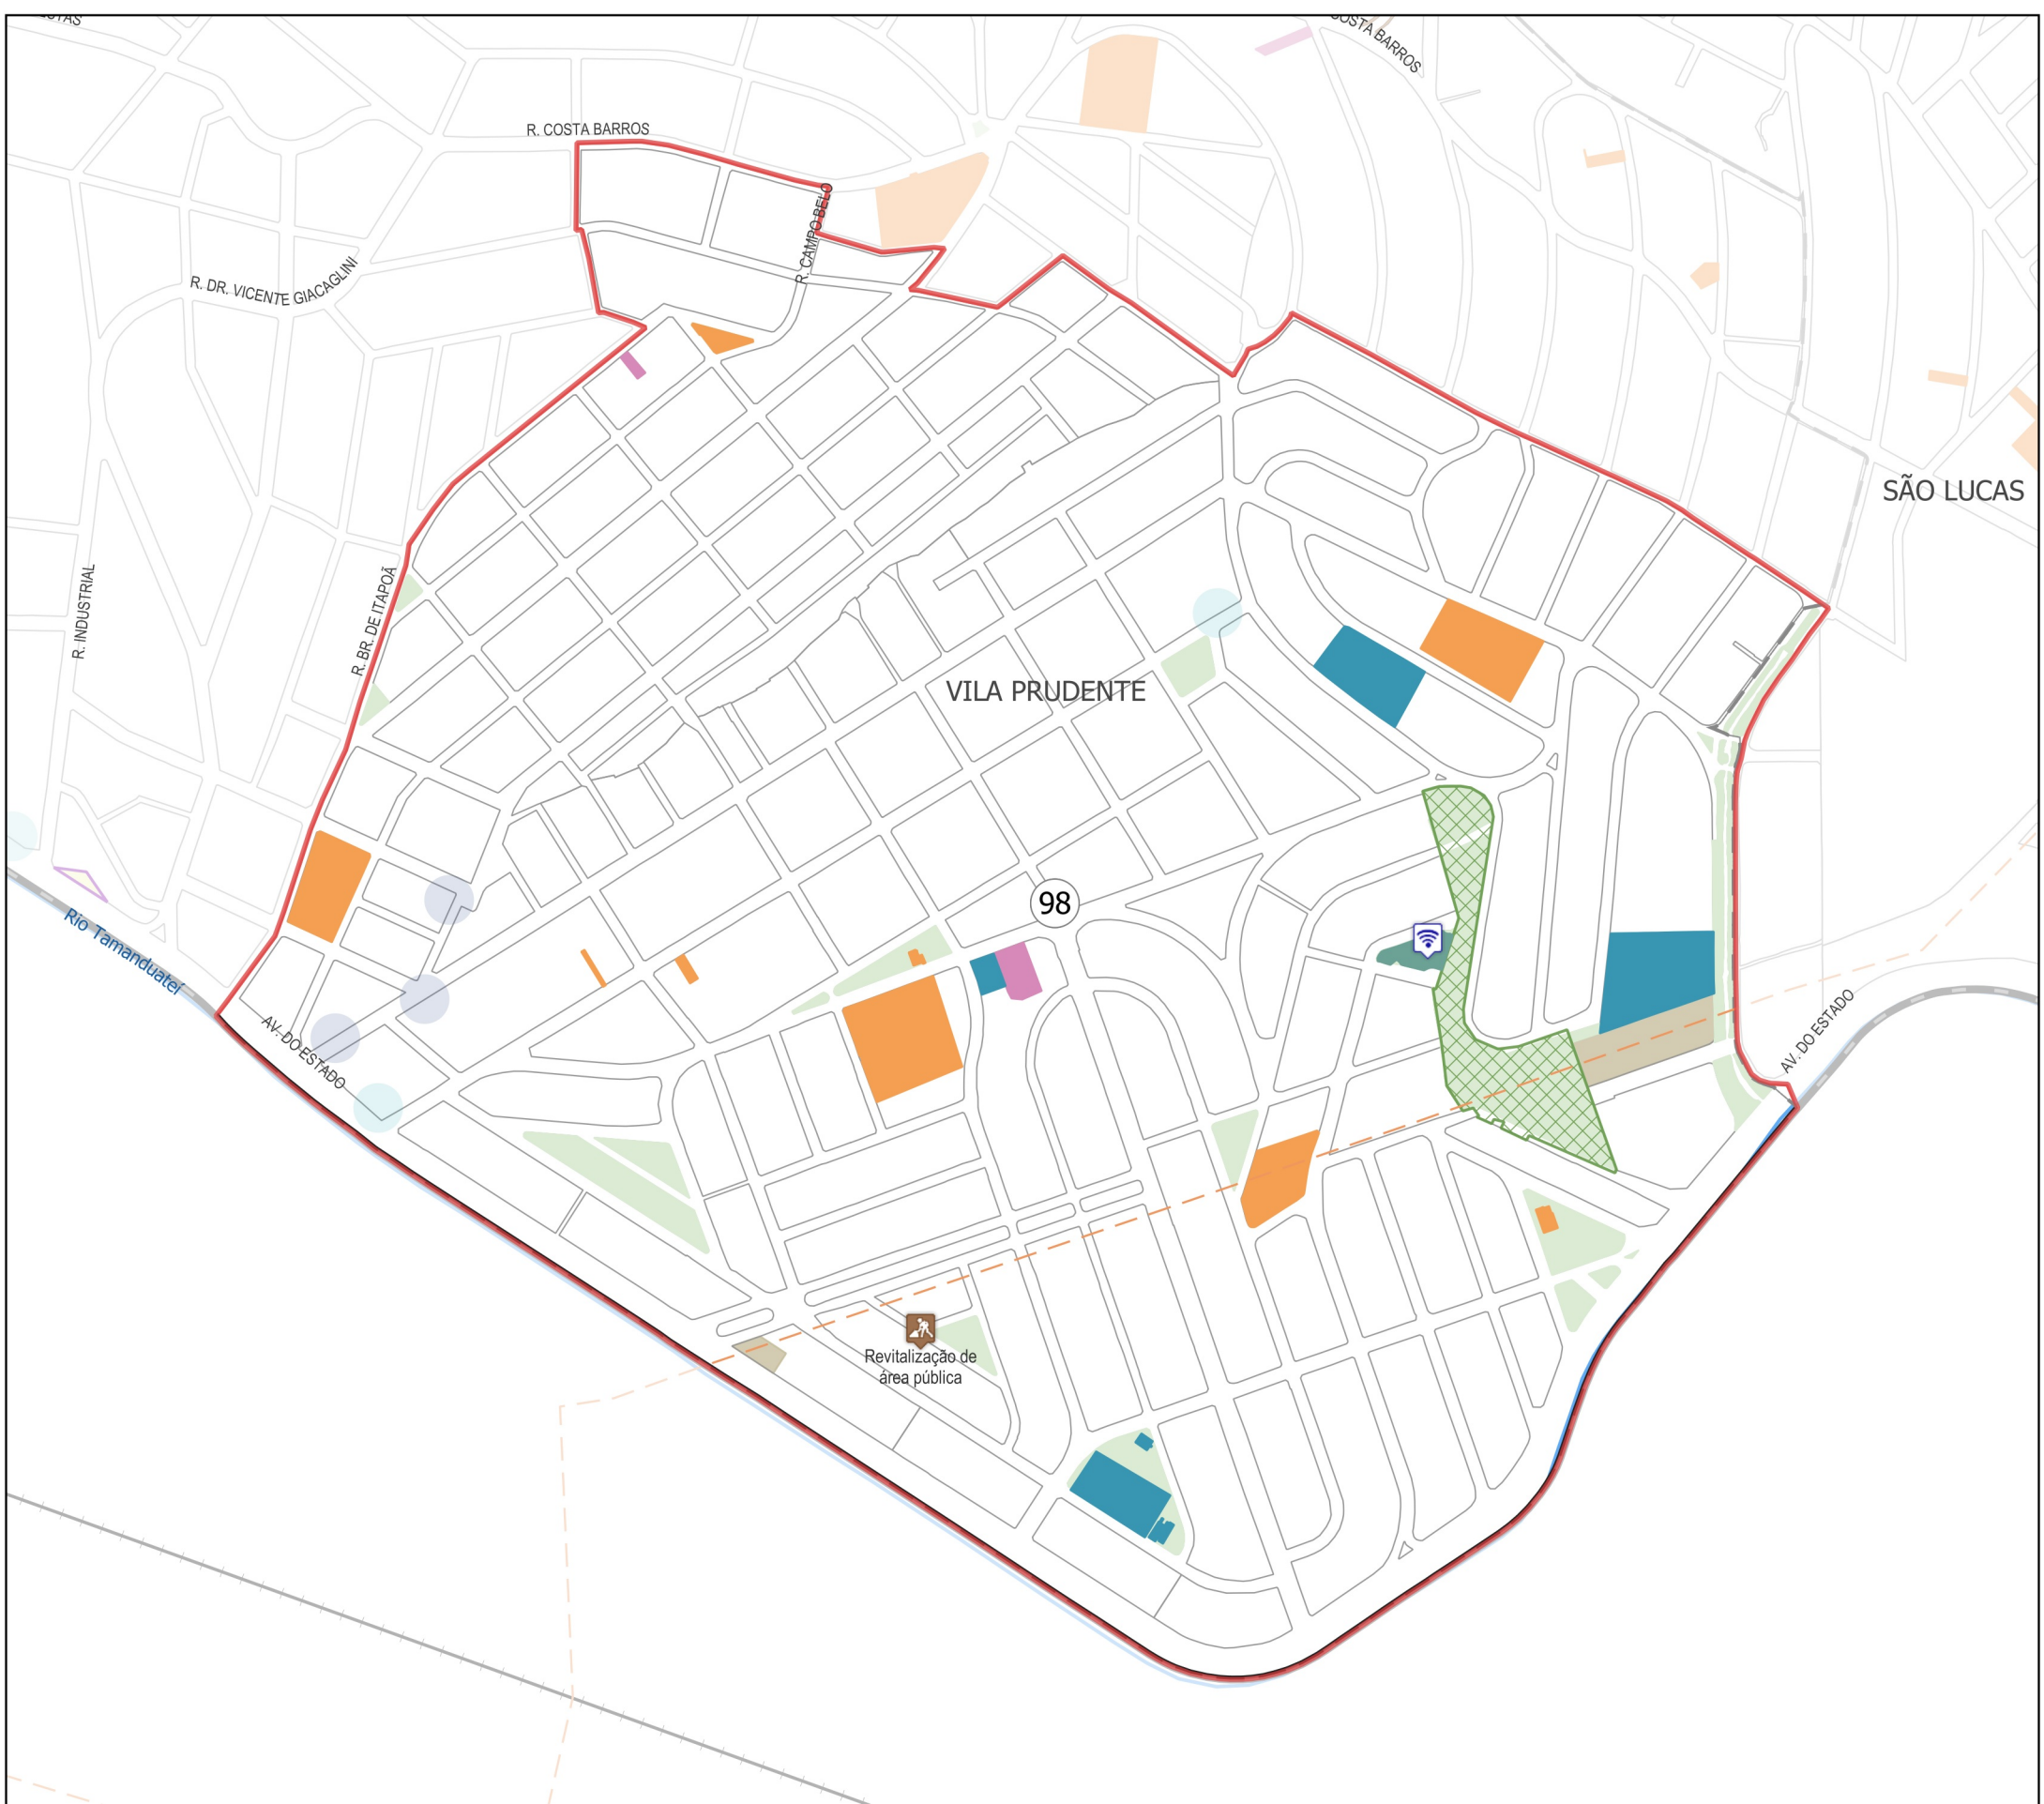 COSTA BARROS
R. COSTA BARROS
R. CAMPO BELO
R. DR. VICENTE GIACAGLINI
SÃO LUCAS
R. INDUSTRIAL
R. BR. DE ITAPOÃ
VILA PRUDENTE
98
Rio Tamanduateí
AV. DO ESTADO
AV. DO ESTADO
Revitalização de
área pública